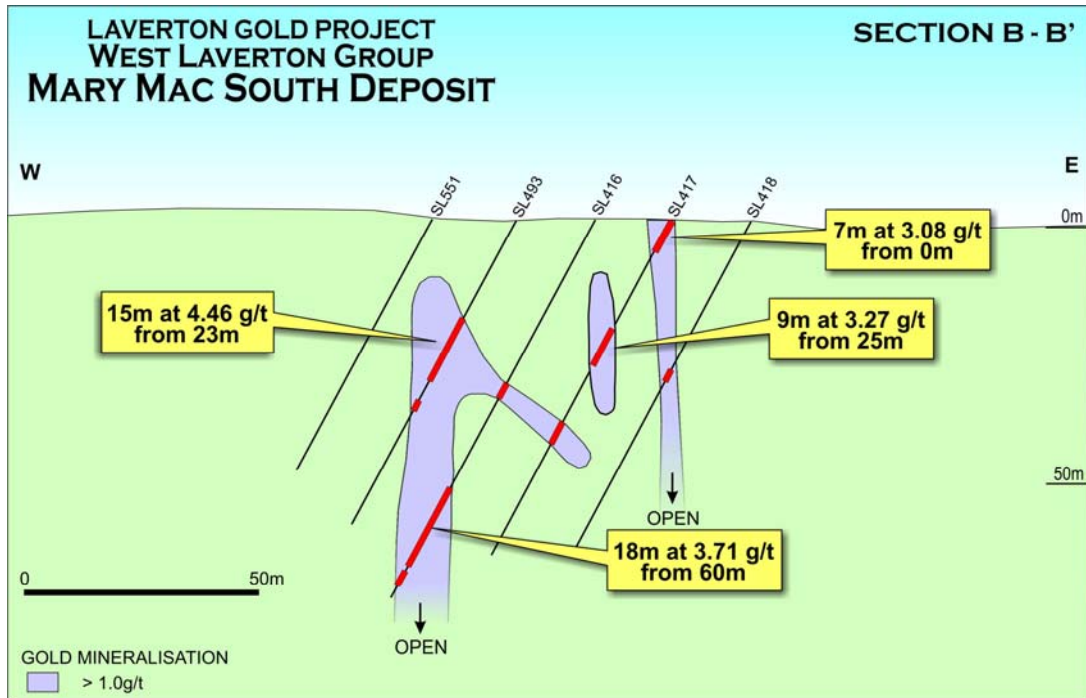 LAVERTON GOLD PROJECT
WEST LAVERTON GROUP
MARY MAC SOUTH DEPOSIT
SECTION B - B'
W
E
SL551
SL493
SL416
SL417
SL418
0m
7m at 3.08 g/t
from 0m
15m at 4.46 g/t
from 23m
9m at 3.27 g/t
from 25m
50m
OPEN
18m at 3.71 g/t
from 60m
0
50m
OPEN
GOLD MINERALISATION
> 1.0g/t